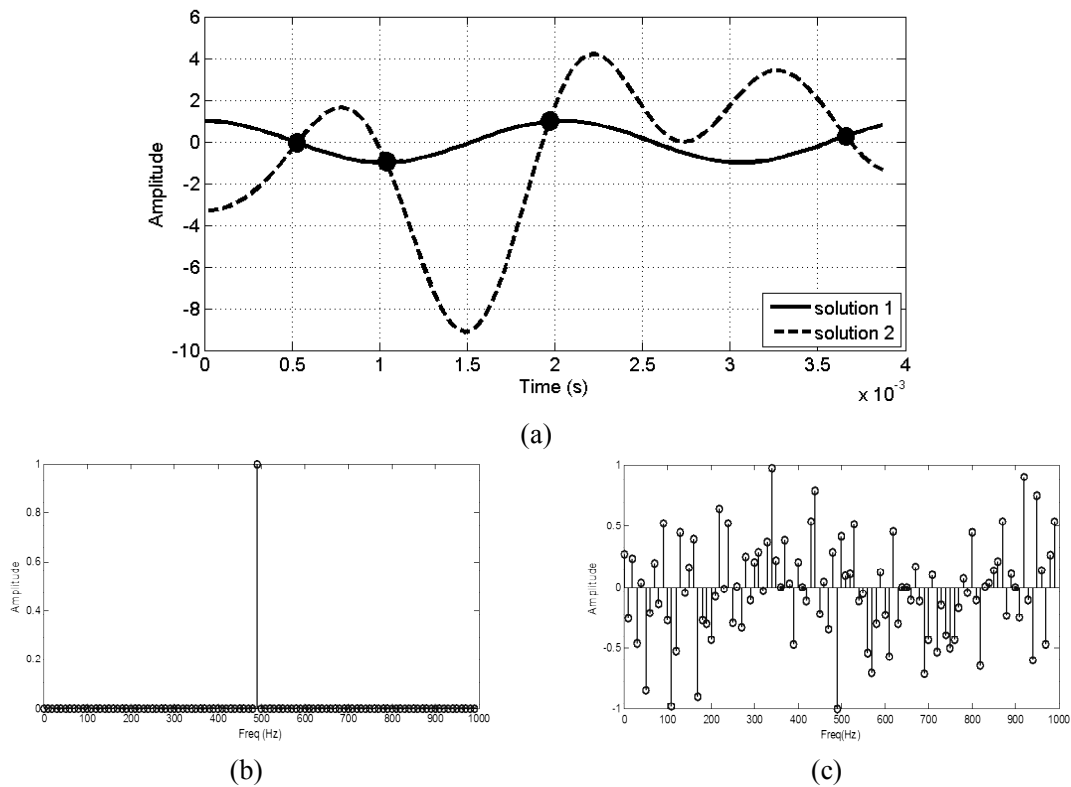 6
4
2
0
-2
-4
-6
-8
-10
Amplitude
0 0.5 1 1.5 2 2.5 3 3.5 4
Time (s)
x 10⁻³
solution 1
solution 2
(a)
1
0.8
0.6
0.4
0.2
0
Amplitude
0 100 200 300 400 500 600 700 800 900 1000
Freq (Hz)
(b)
1
0.5
0
-0.5
-1
Amplitude
0 100 200 300 400 500 600 700 800 900 1000
Freq(Hz)
(c)